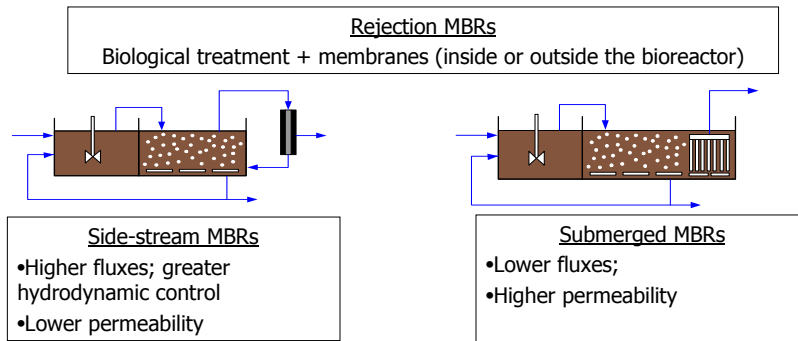 Rejection MBRs
Biological treatment + membranes (inside or outside the bioreactor)
Side-stream MBRs
•Higher fluxes; greater
hydrodynamic control
•Lower permeability
Submerged MBRs
•Lower fluxes;
•Higher permeability